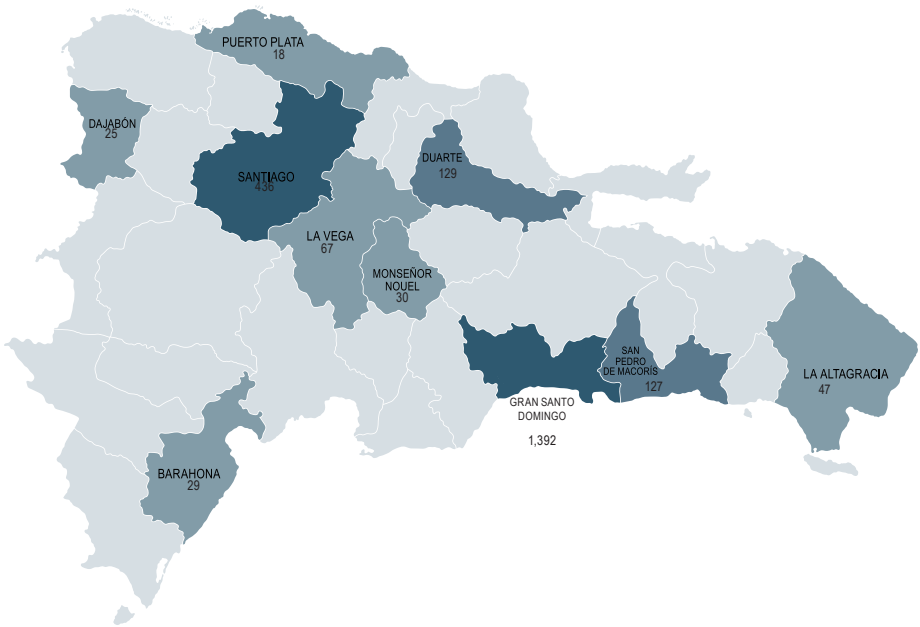 PUERTO PLATA
18
DAJABÓN
25
DUARTE
129
SANTIAGO
436
LA VEGA
67
MONSEÑOR
NOUEL
30
SAN
PEDRO
DE MACORÍS
127
LA ALTAGRACIA
47
GRAN SANTO
DOMINGO
1,392
BARAHONA
29